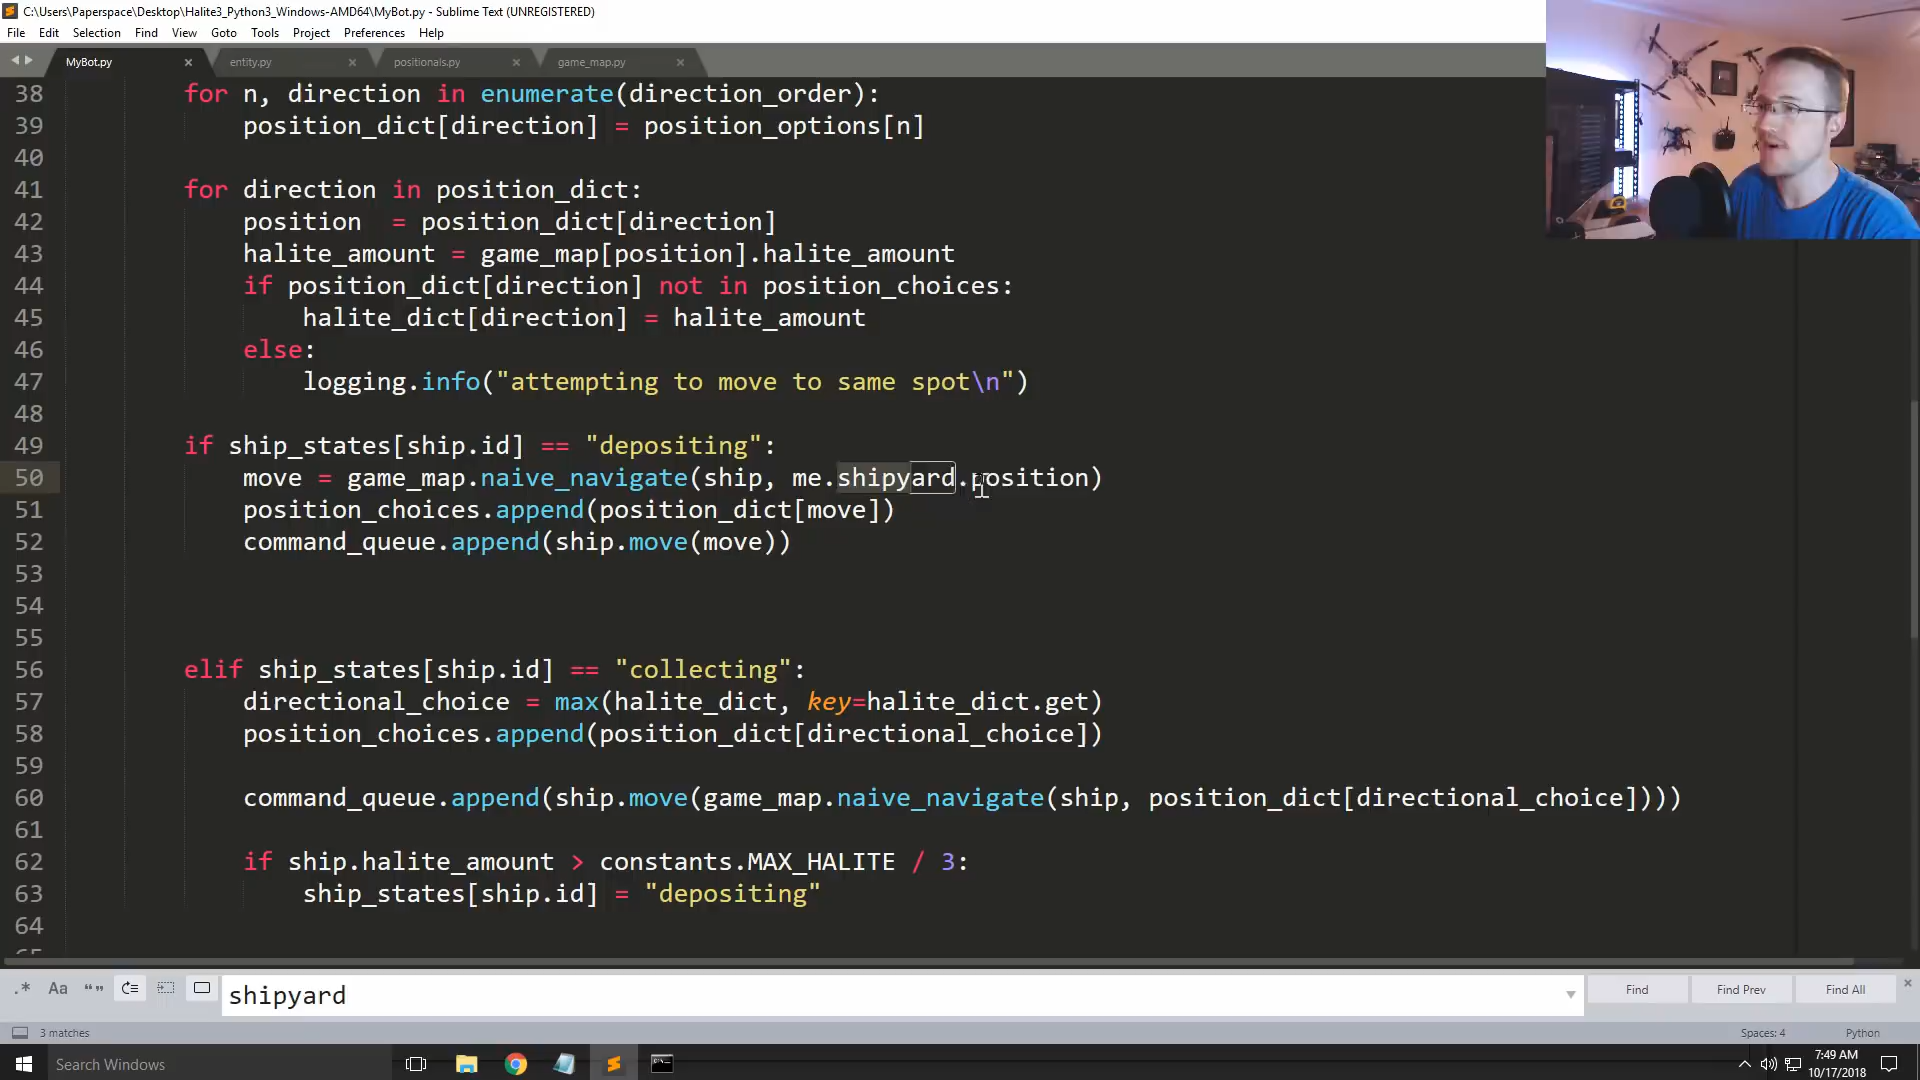 C:\Users\Paperspace\Desktop\Halite3_Python3_Windows-AMD64\MyBot.py - Sublime Text (UNREGISTERED)
File Edit Selection Find View Goto Tools Project Preferences Help
MyBot.py entity.py positionals.py game_map.py
38 for n, direction in enumerate(direction_order):
39 position_dict[direction] = position_options[n]
40
41 for direction in position_dict:
42 position  = position_dict[direction]
43 halite_amount = game_map[position].halite_amount
44 if position_dict[direction] not in position_choices:
45 halite_dict[direction] = halite_amount
46 else:
47 logging.info("attempting to move to same spot\n")
48
49 if ship_states[ship.id] == "depositing":
50 move = game_map.naive_navigate(ship, me.shipyard.position)
51 position_choices.append(position_dict[move])
52 command_queue.append(ship.move(move))
53
54
55
56 elif ship_states[ship.id] == "collecting":
57 directional_choice = max(halite_dict, key=halite_dict.get)
58 position_choices.append(position_dict[directional_choice])
59
60 command_queue.append(ship.move(game_map.naive_navigate(ship, position_dict[directional_choice])))
61
62 if ship.halite_amount > constants.MAX_HALITE / 3:
63 ship_states[ship.id] = "depositing"
64
65
.* Aa “” shipyard Find Find Prev Find All
3 matches Spaces: 4 Python
Search Windows 7:49 AM
10/17/2018